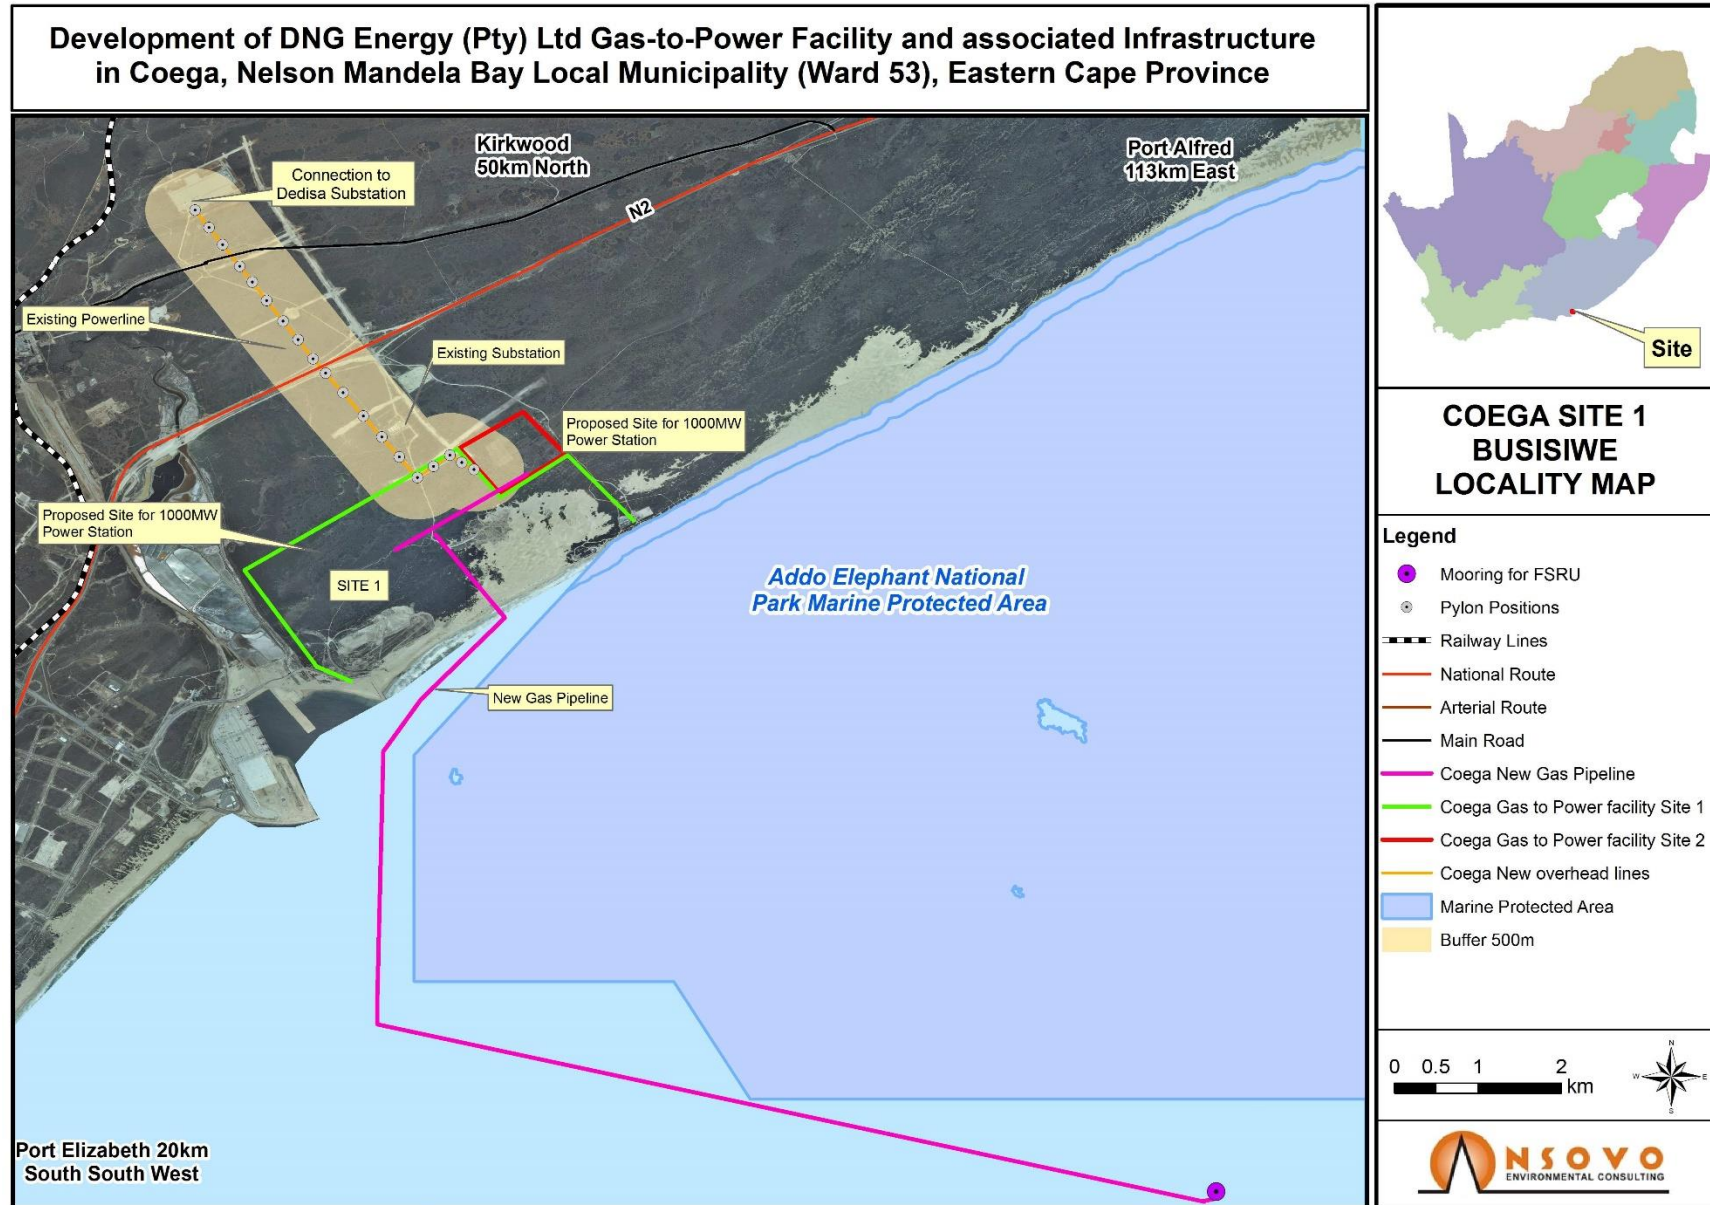 Development of DNG Energy (Pty) Ltd Gas-to-Power Facility and associated Infrastructure
in Coega, Nelson Mandela Bay Local Municipality (Ward 53), Eastern Cape Province
Kirkwood
50km North
Port Alfred
113km East
Connection to
Dedisa Substation
N2
Existing Powerline
Existing Substation
Proposed Site for 1000MW
Power Station
Proposed Site for 1000MW
Power Station
SITE 1
Addo Elephant National
Park Marine Protected Area
New Gas Pipeline
Port Elizabeth 20km
South South West
Site
COEGA SITE 1
BUSISIWE
LOCALITY MAP
Legend
Mooring for FSRU
Pylon Positions
Railway Lines
National Route
Arterial Route
Main Road
Coega New Gas Pipeline
Coega Gas to Power facility Site 1
Coega Gas to Power facility Site 2
Coega New overhead lines
Marine Protected Area
Buffer 500m
0 0.5 1 2
km
N
W E
S
NSOVO
ENVIRONMENTAL CONSULTING